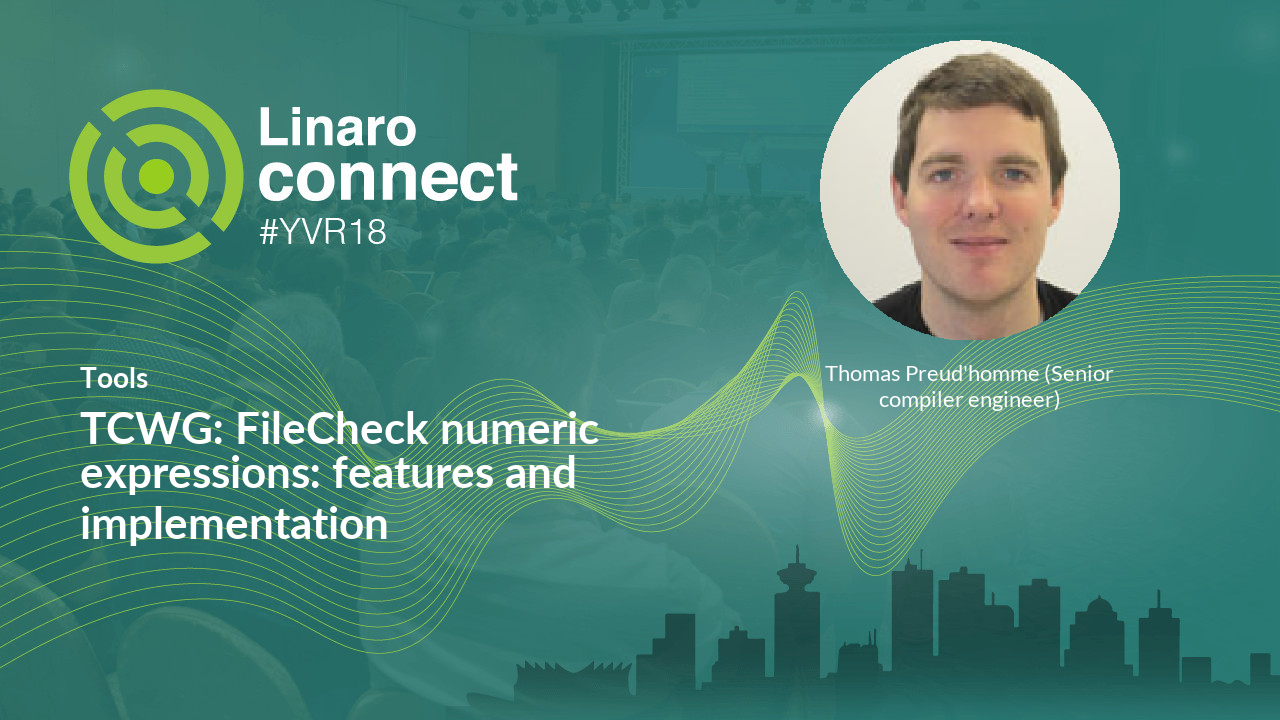 Linaro
connect
#YVR18
Tools
TCWG: FileCheck numeric
expressions: features and
implementation
Thomas Preud'homme (Senior
compiler engineer)